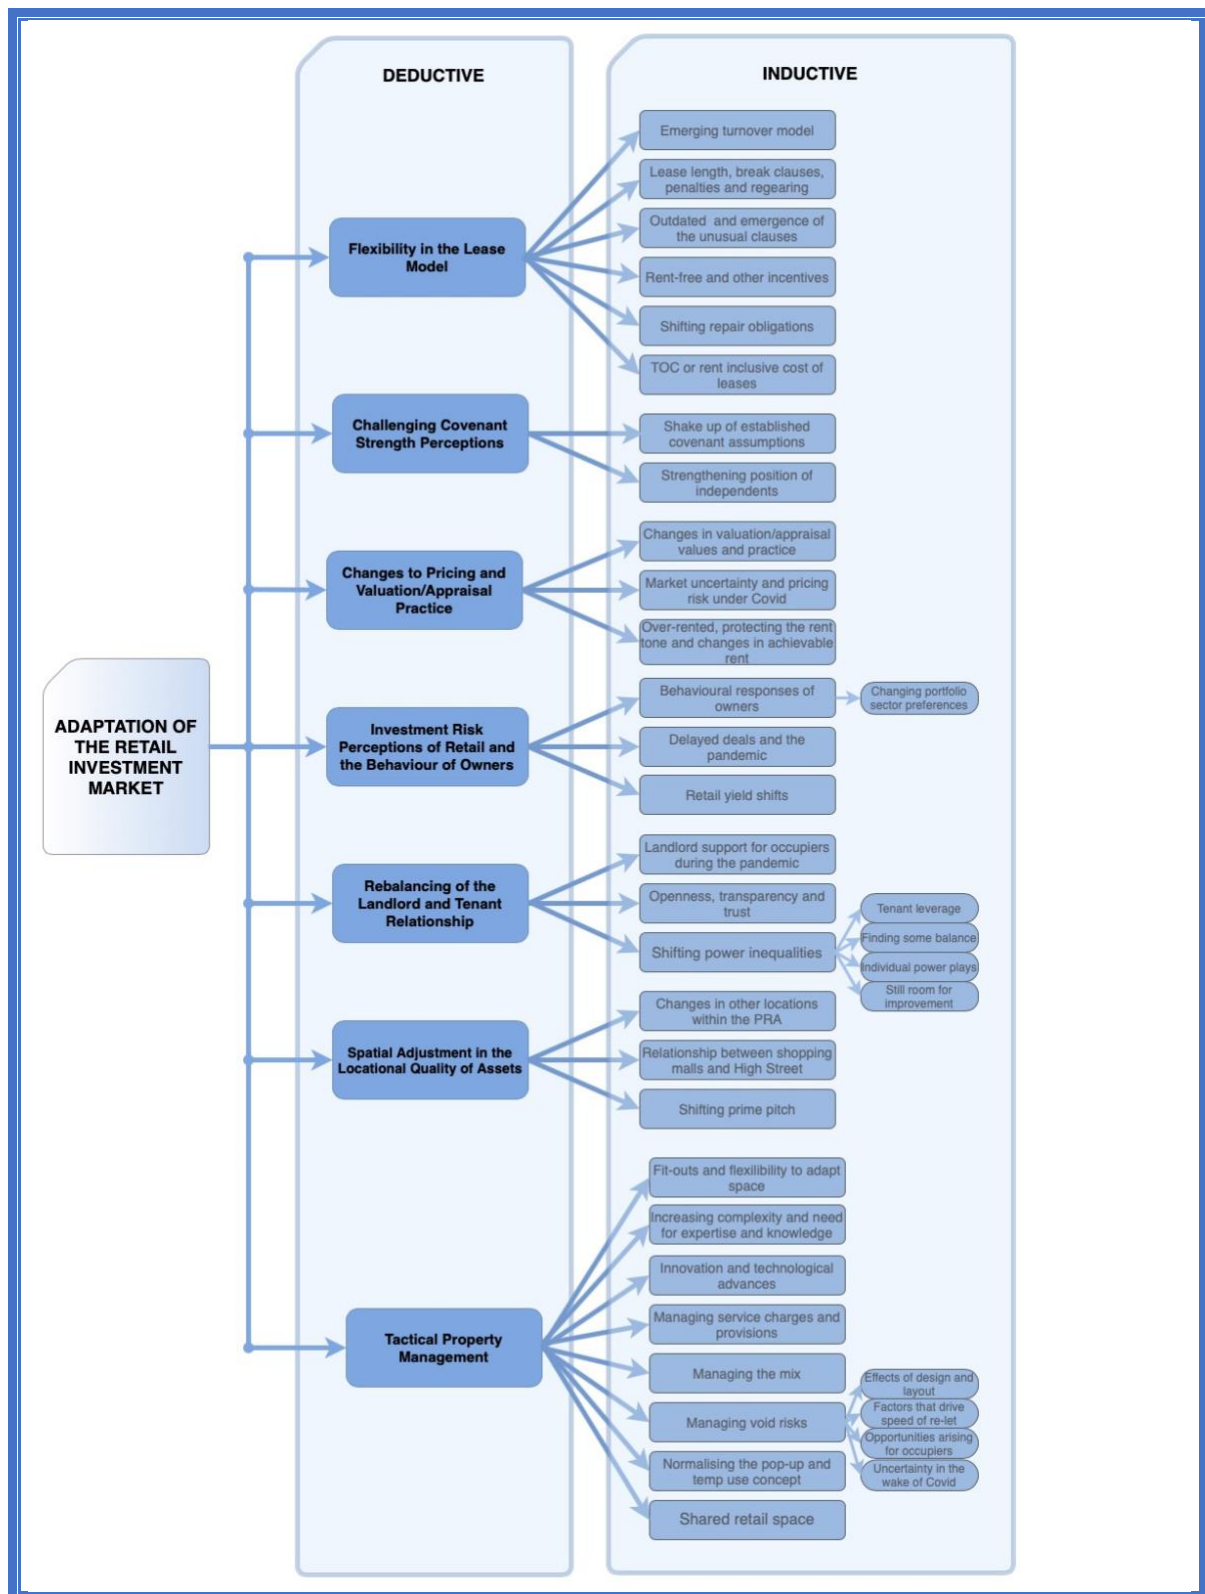 DEDUCTIVE
INDUCTIVE
ADAPTATION OF
THE RETAIL
INVESTMENT
MARKET
Flexibility in the Lease
Model
Emerging turnover model
Lease length, break clauses,
penalties and regearing
Outdated and emergence of
the unusual clauses
Rent-free and other incentives
Shifting repair obligations
TOC or rent inclusive cost of
leases
Challenging Covenant
Strength Perceptions
Shake up of established
covenant assumptions
Strengthening position of
independents
Changes to Pricing and
Valuation/Appraisal
Practice
Changes in valuation/appraisal
values and practice
Market uncertainty and pricing
risk under Covid
Over-rented, protecting the rent
tone and changes in achievable
rent
Investment Risk
Perceptions of Retail and
the Behaviour of Owners
Behavioural responses of
owners
Changing portfolio
sector preferences
Delayed deals and the
pandemic
Retail yield shifts
Rebalancing of the
Landlord and Tenant
Relationship
Landlord support for occupiers
during the pandemic
Openness, transparency and
trust
Shifting power inequalities
Tenant leverage
Finding some balance
Individual power plays
Still room for
improvement
Spatial Adjustment in the
Locational Quality of Assets
Changes in other locations
within the PRA
Relationship between shopping
malls and High Street
Shifting prime pitch
Tactical Property
Management
Fit-outs and flexilibility to adapt
space
Increasing complexity and need
for expertise and knowledge
Innovation and technological
advances
Managing service charges and
provisions
Managing the mix
Managing void risks
Effects of design and
layout
Factors that drive
speed of re-let
Opportunities arising
for occupiers
Uncertainty in the
wake of Covid
Normalising the pop-up and
temp use concept
Shared retail space